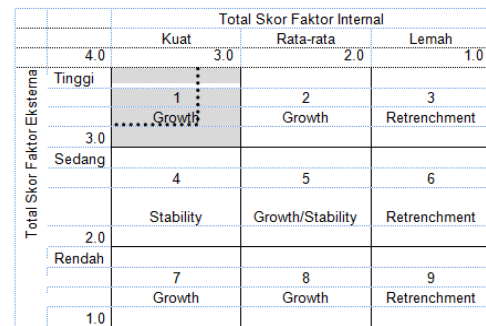 Total Skor Faktor Internal
Kuat Rata-rata Lemah
4.0 3.0 2.0 1.0
Total Skor Faktor Eksterna
Tinggi
1 2 3
Growth Growth Retrenchment
3.0
Sedang
4 5 6
Stability Growth/Stability Retrenchment
2.0
Rendah
7 8 9
Growth Growth Retrenchment
1.0